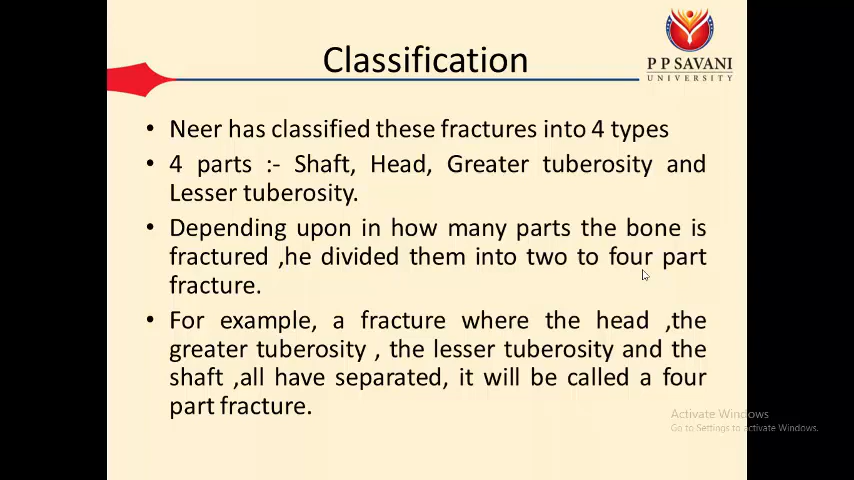 Classification
P P SAVANI
UNIVERSITY
• Neer has classified these fractures into 4 types
• 4 parts :- Shaft, Head, Greater tuberosity and
Lesser tuberosity.
• Depending upon in how many parts the bone is
fractured ,he divided them into two to four part
fracture.
• For example, a fracture where the head ,the
greater tuberosity , the lesser tuberosity and the
shaft ,all have separated, it will be called a four
part fracture.
Activate Windows
Go to Settings to activate Windows.